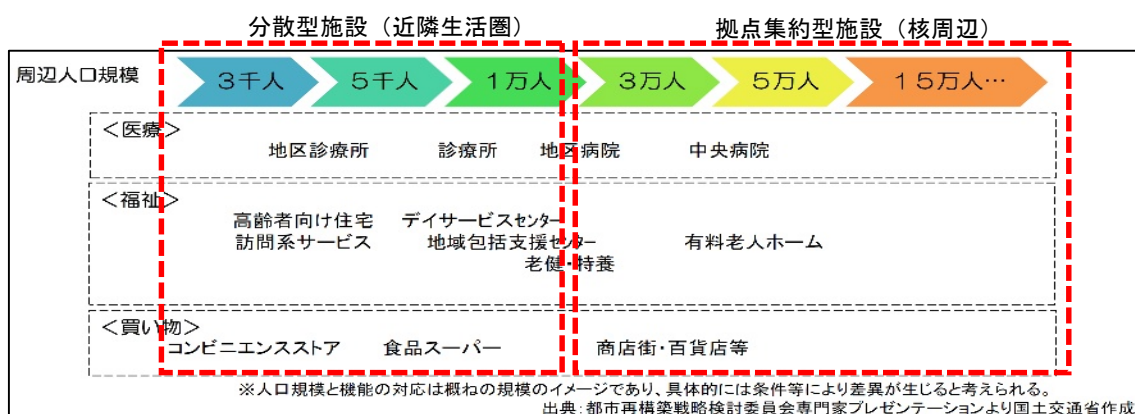 分散型施設（近隣生活圏）
拠点集約型施設（核周辺）
周辺人口規模
３千人
５千人
１万人
３万人
５万人
１５万人…
＜医療＞
地区診療所
診療所
地区病院
中央病院
＜福祉＞
高齢者向け住宅
デイサービスセンター
訪問系サービス
地域包括支援センター
有料老人ホーム
老健・特養
＜買い物＞
コンビニエンスストア
食品スーパー
商店街・百貨店等
※人口規模と機能の対応は概ねの規模のイメージであり、具体的には条件等により差異が生じると考えられる。
出典：都市再構築戦略検討委員会専門家プレゼンテーションより国土交通省作成